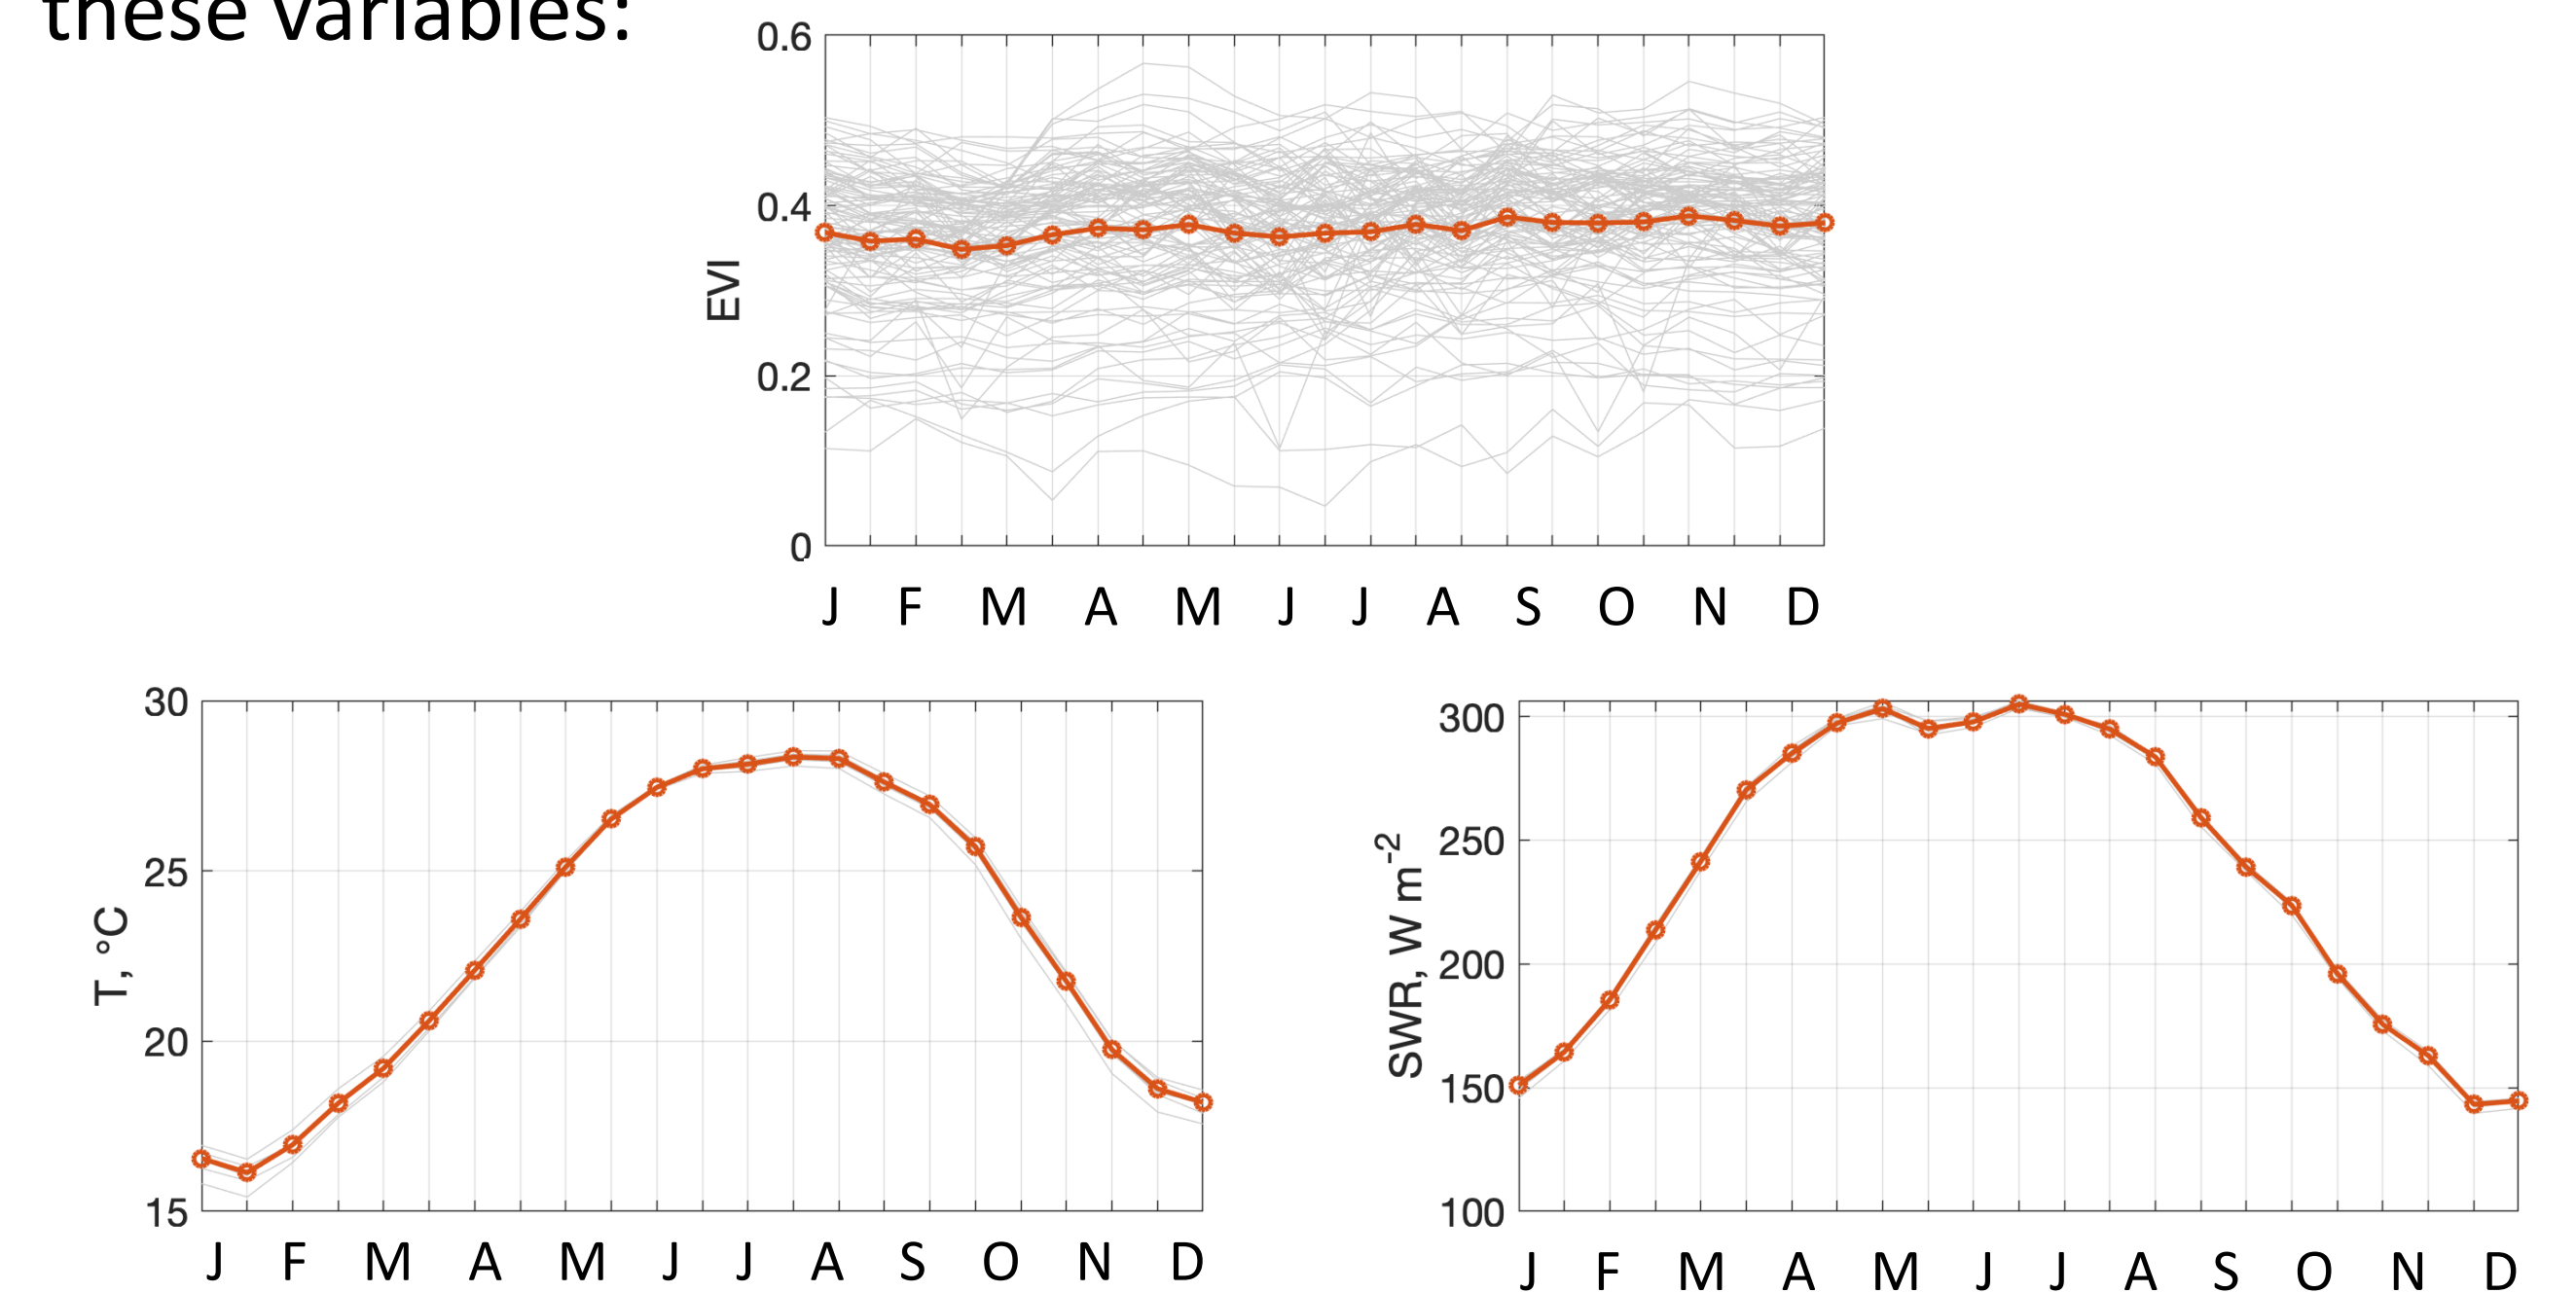 these variables:
0.6
0.4
0.2
0
EVI
J F M A M J J A S O N D
30
25
20
15
T, °C
J F M A M J J A S O N D
300
250
200
150
100
SWR, W m⁻²
J F M A M J J A S O N D